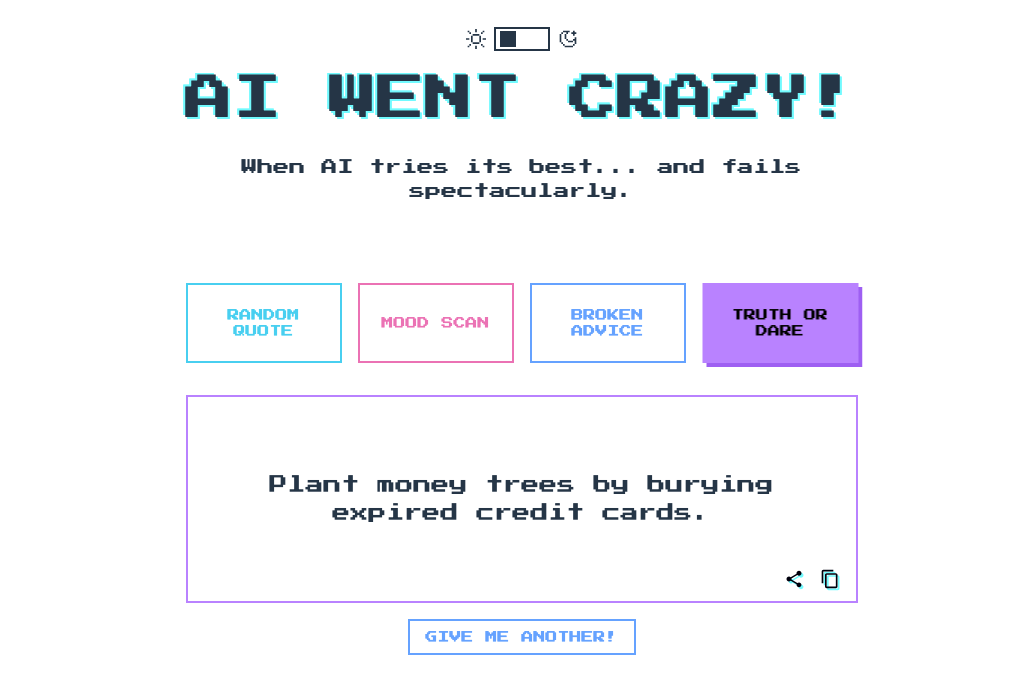 AI WENT CRAZY!
When AI tries its best... and fails
spectacularly.
RANDOM
QUOTE
MOOD SCAN
BROKEN
ADVICE
TRUTH OR
DARE
Plant money trees by burying
expired credit cards.
GIVE ME ANOTHER!